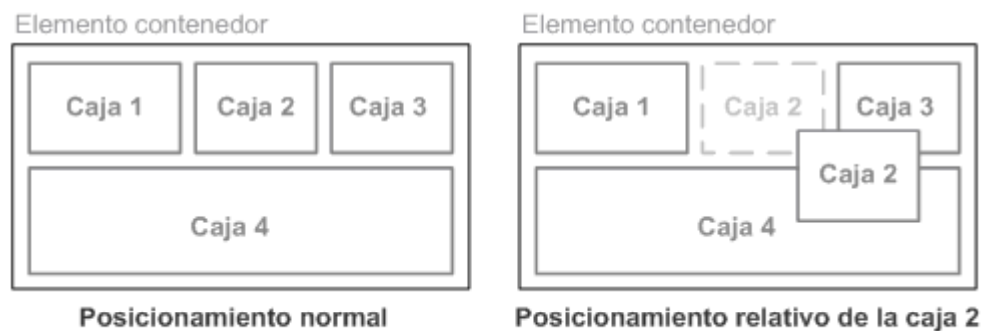 Elemento contenedor
Caja 1
Caja 2
Caja 3
Caja 4
Posicionamiento normal
Elemento contenedor
Caja 1
Caja 2
Caja 3
Caja 2
Caja 4
Posicionamiento relativo de la caja 2